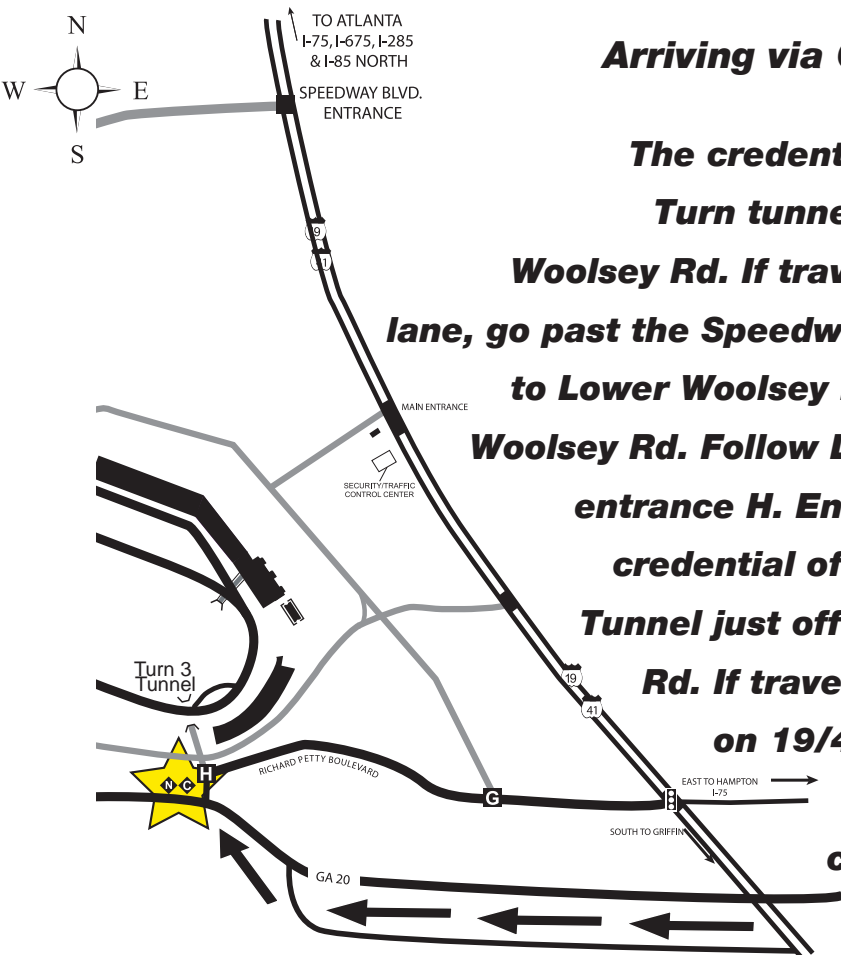 N
W
E
S
TO ATLANTA
I-75, I-675, I-285
& I-85 NORTH
SPEEDWAY BLVD.
ENTRANCE
Arriving via
The credent
Turn tunne
Woolsey Rd. If trav
lane, go past the Speedw
to Lower Woolsey
Woolsey Rd. Follow L
entrance H. En
credential of
Tunnel just off
Rd. If trave
on 19/4
c
19
41
MAIN ENTRANCE
SECURITY/TRAFFIC
CONTROL CENTER
Turn 3
Tunnel
19
41
H
N C
RICHARD PETTY BOULEVARD
G
EAST TO HAMPTON
I-75
SOUTH TO GRIFFIN
GA 20